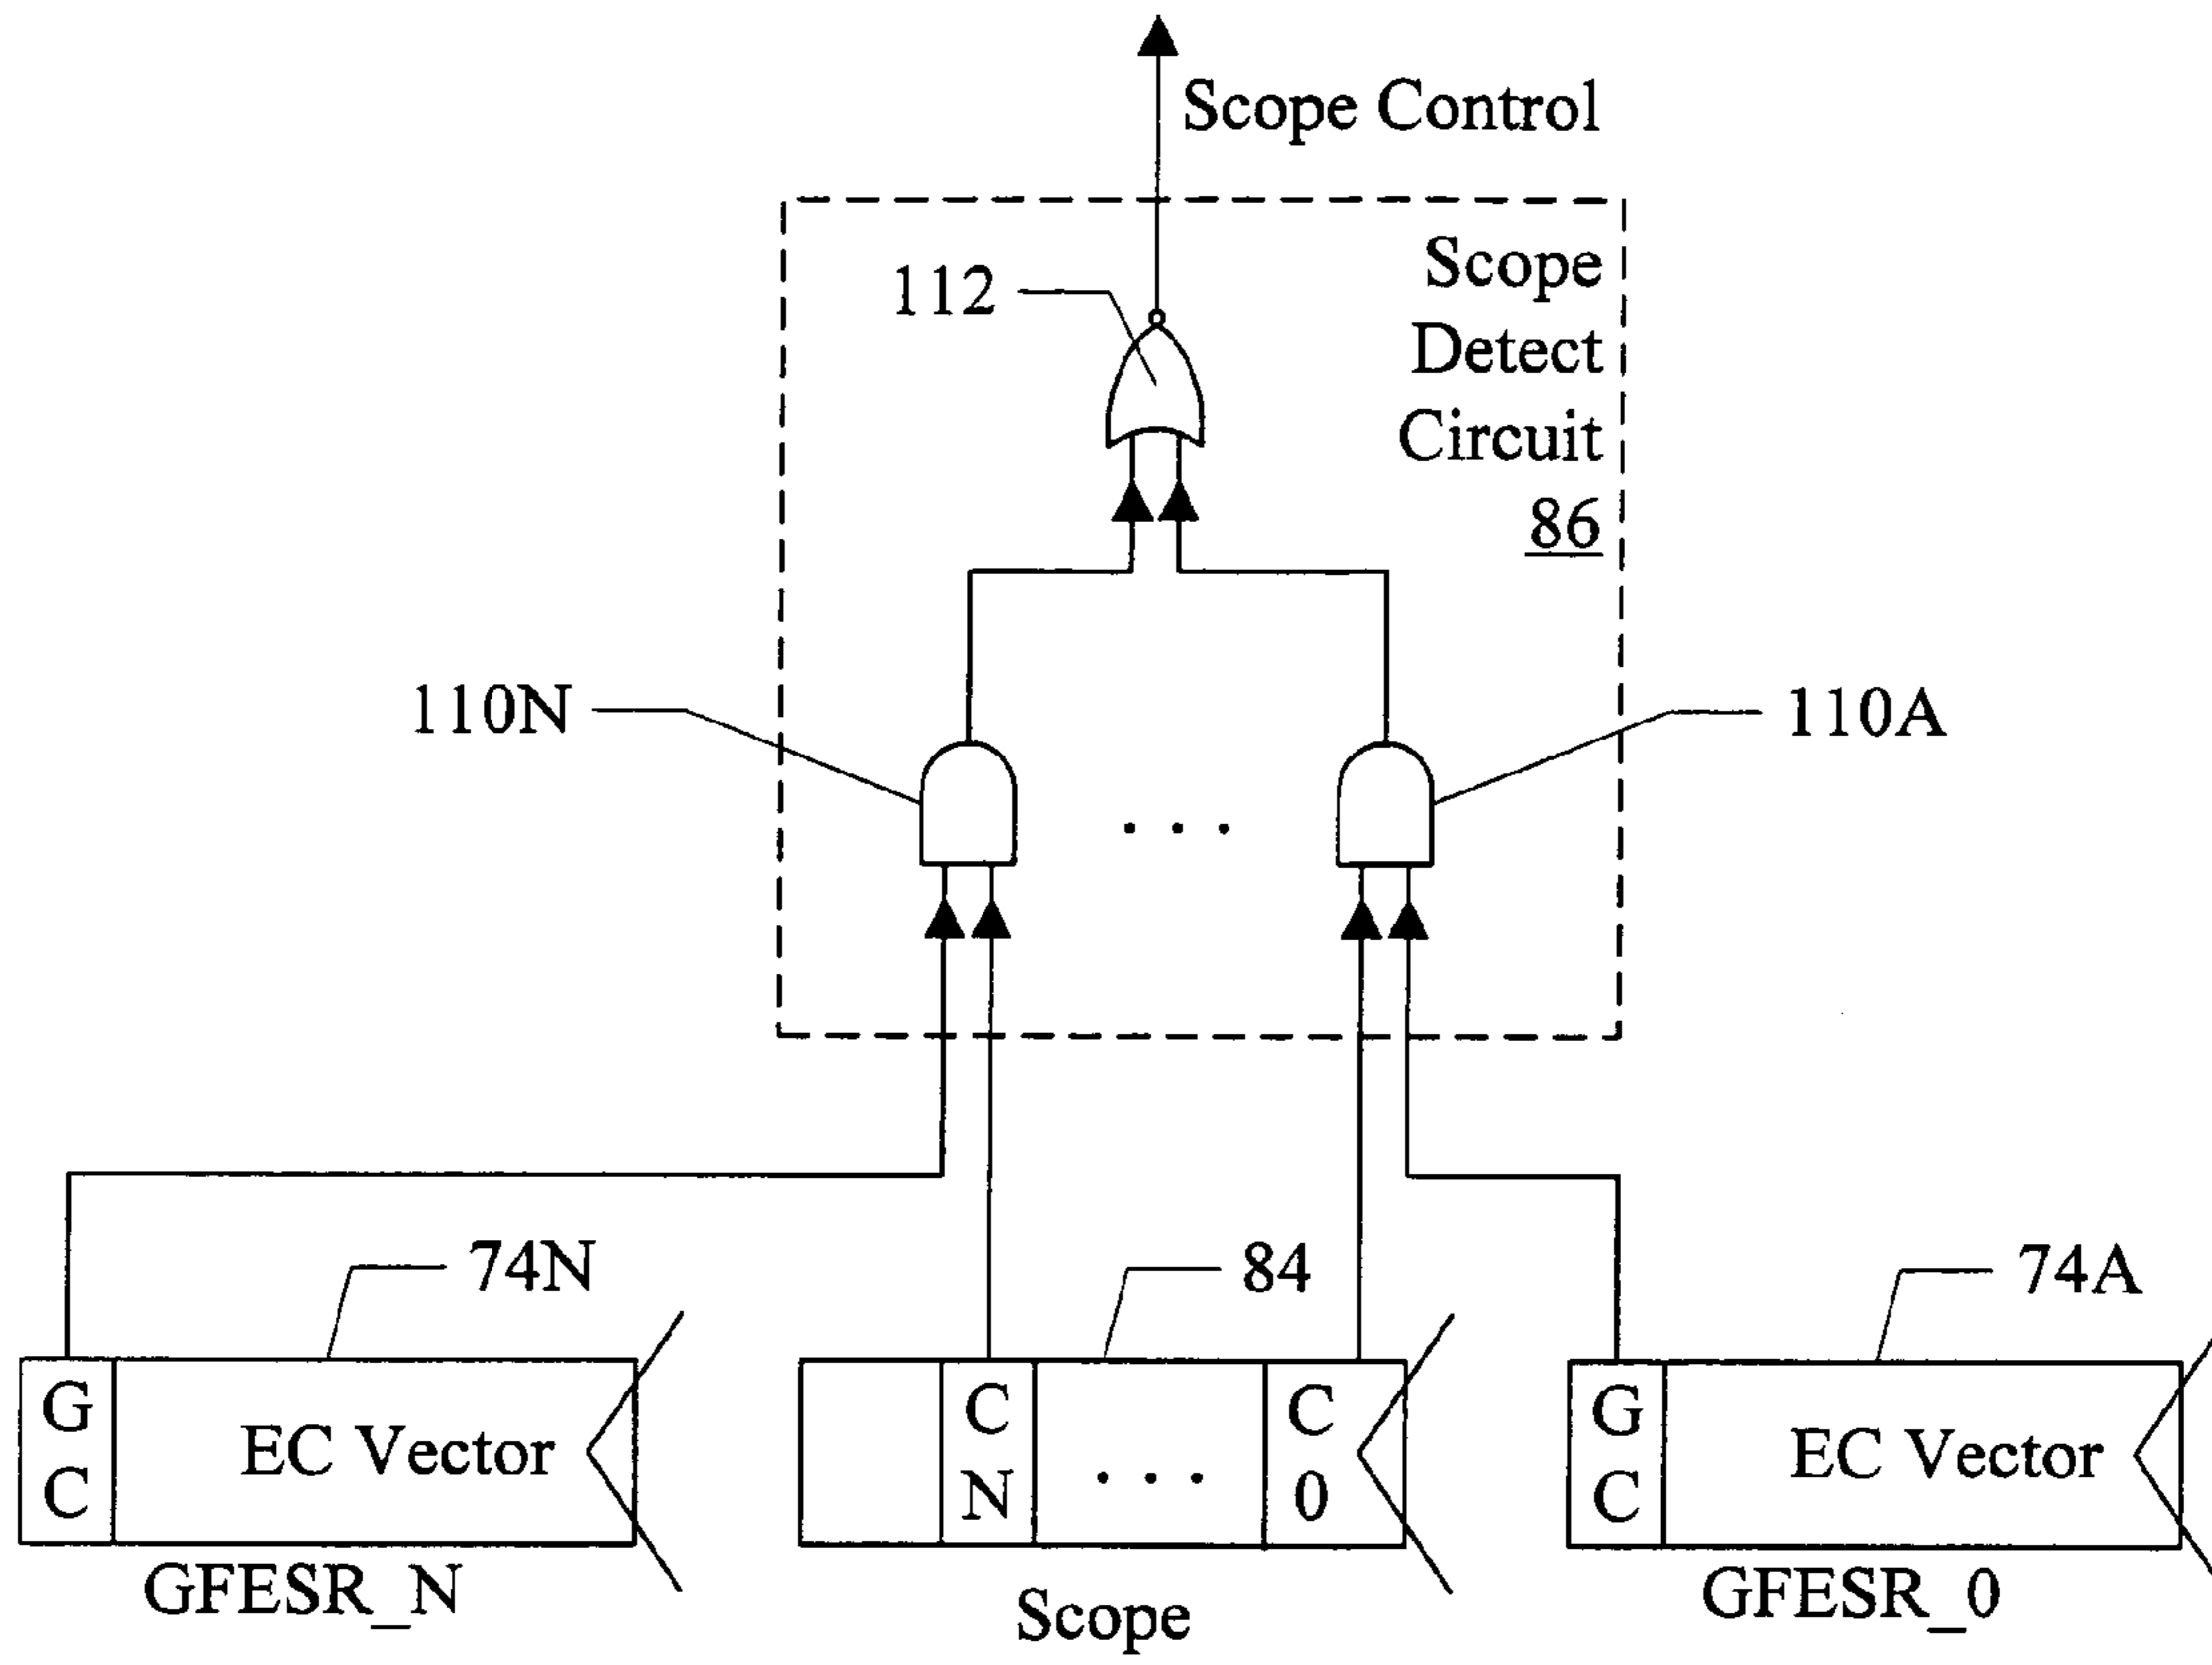 Scope Control
Scope
Detect
Circuit
86
112
110N
110A
. . .
74N
84
74A
G
C
EC Vector
C
N
. . .
C
0
G
C
EC Vector
GFESR_N
Scope
GFESR_0